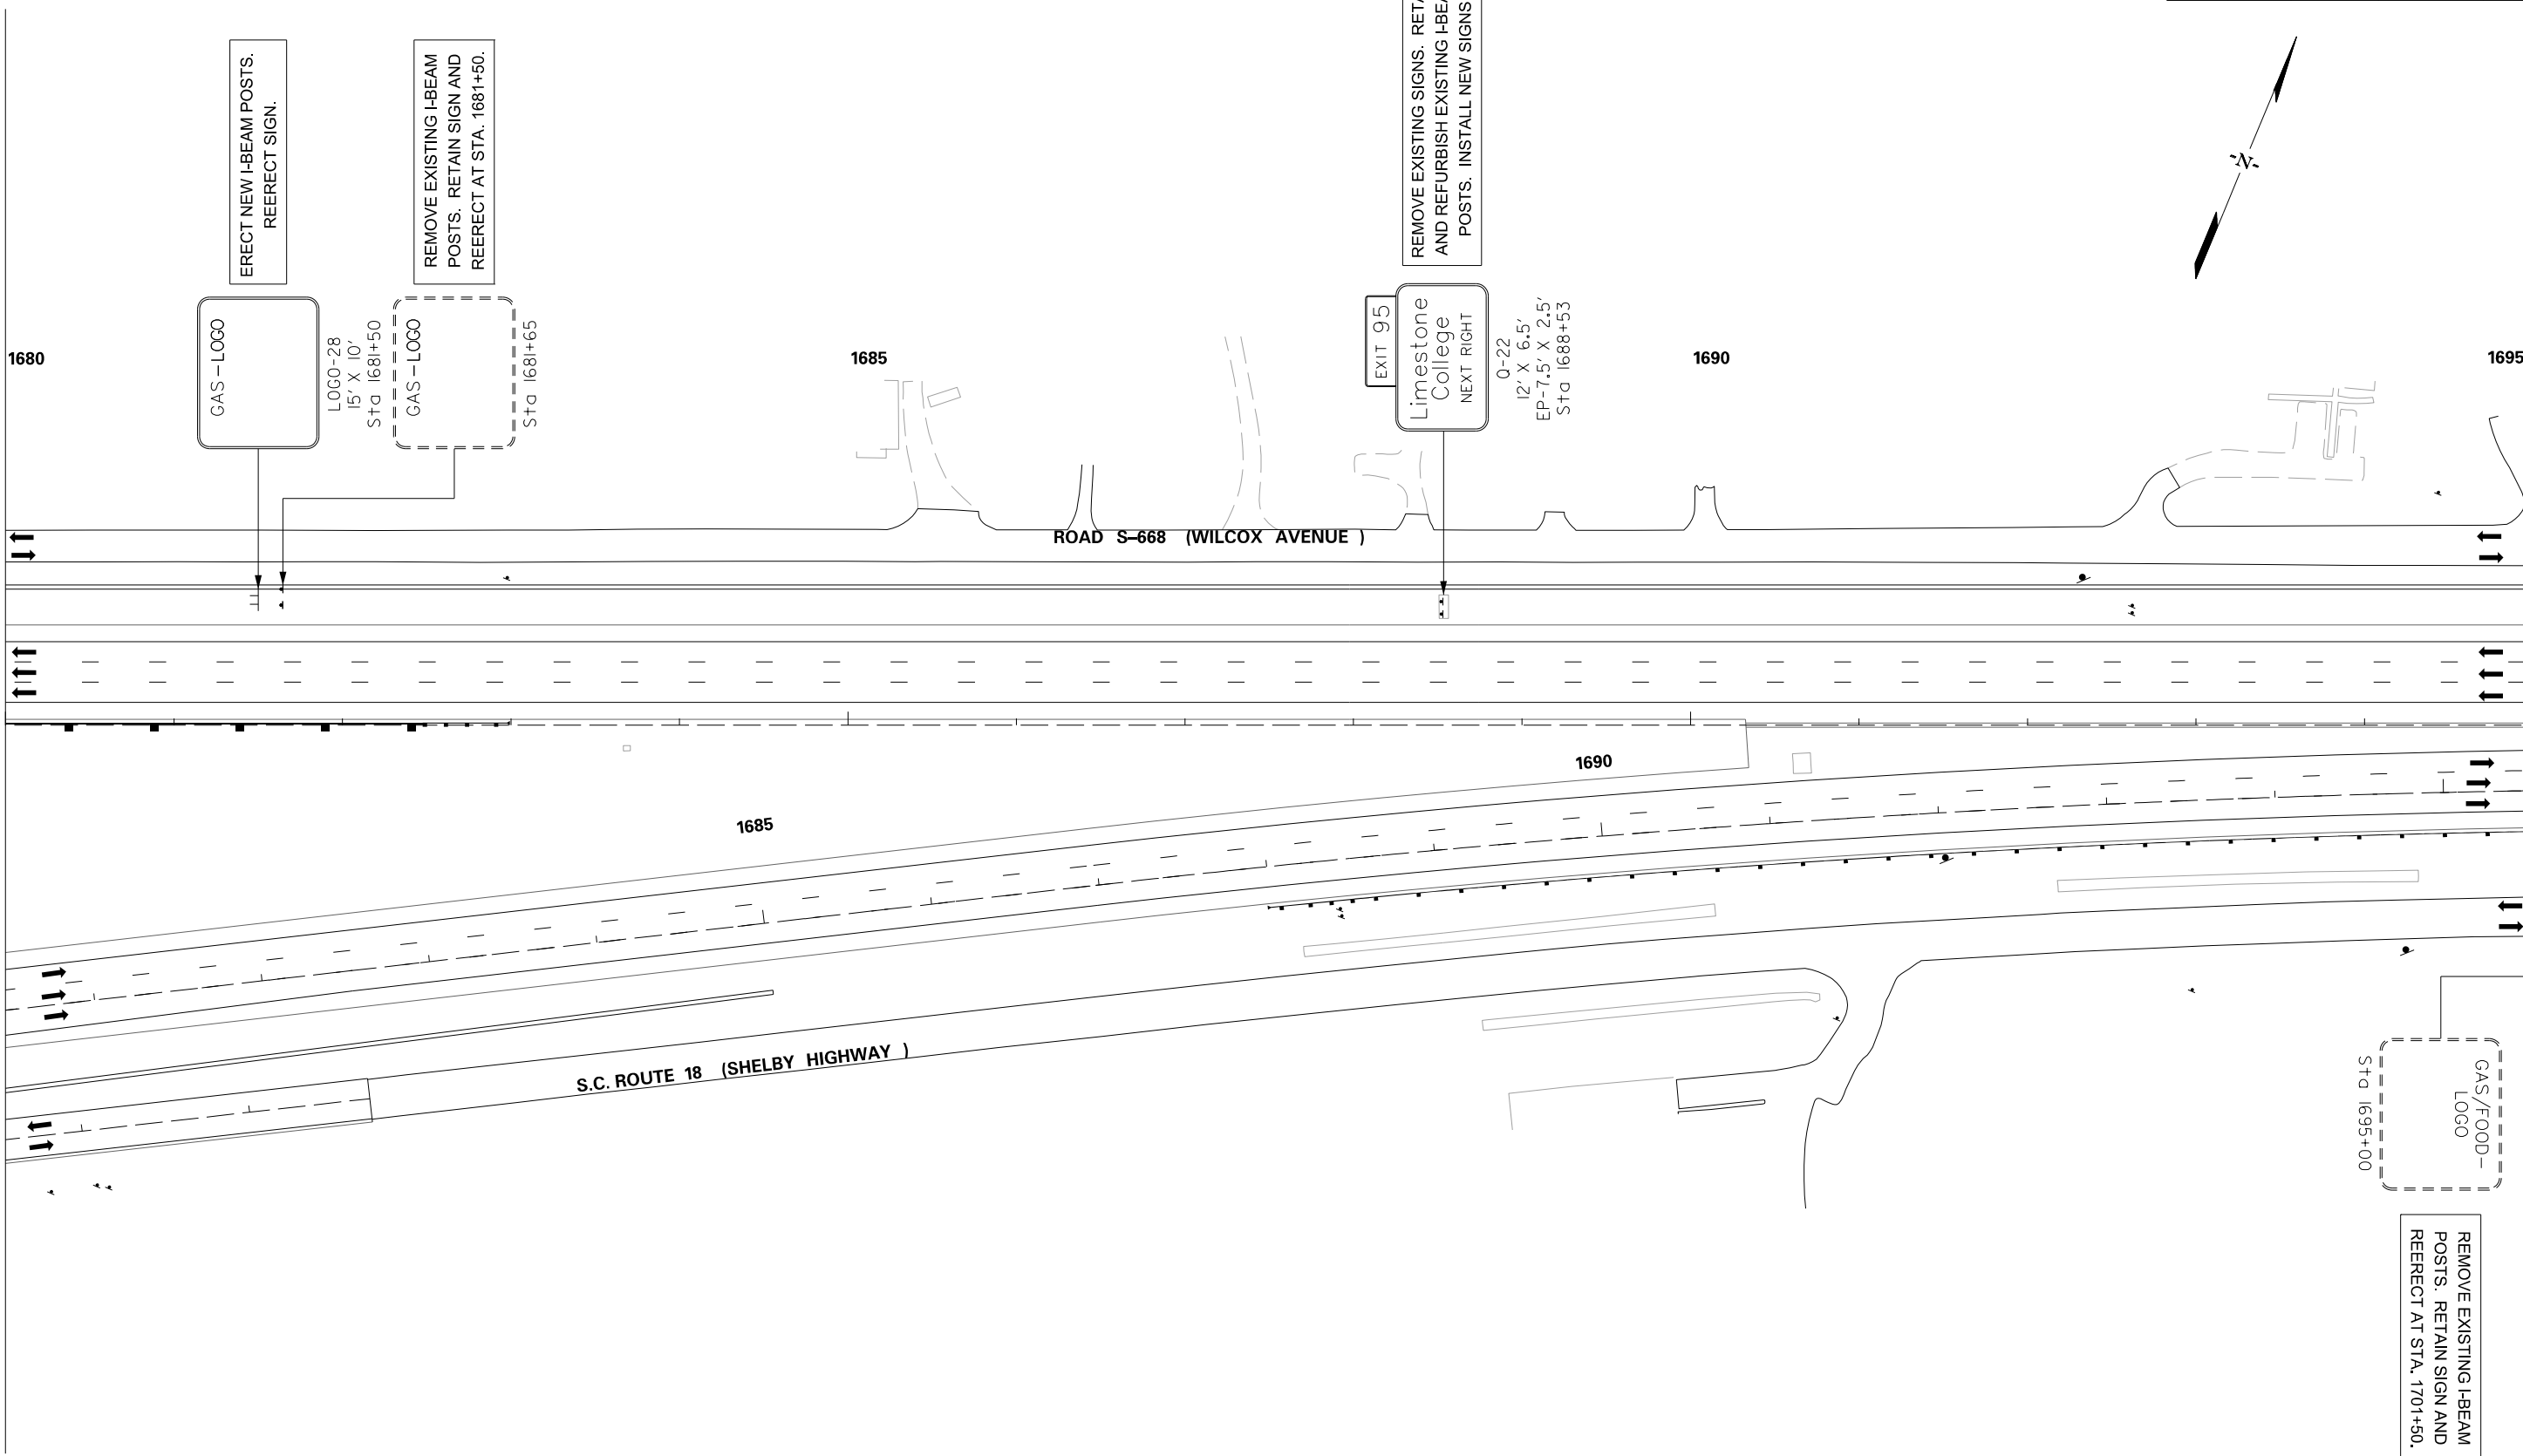 ERECT NEW I-BEAM POSTS.
REERECT SIGN.
REMOVE EXISTING I-BEAM
POSTS. RETAIN SIGN AND
REERECT AT STA. 1681+50.
REMOVE EXISTING SIGNS.
AND REFURBISH EXISTING
POSTS. INSTALL NEW SIGNS
-N-
GAS-LOGO
LOGO-28
15' X 10'
Sta 1681+50
GAS-LOGO
Sta 1681+65
EXIT 95
Limestone
College
NEXT RIGHT
Q-22
12' X 6.5'
EP-7.5' X 2.5'
Sta 1688+53
1680
1685
1690
1695
ROAD S-668 (WILCOX AVENUE )
1690
1685
S.C. ROUTE 18 (SHELBY HIGHWAY )
GAS/FOOD-
LOGO
Sta 1695+00
REMOVE EXISTING I-BEAM
POSTS. RETAIN SIGN AND
REERECT AT STA. 1701+50.